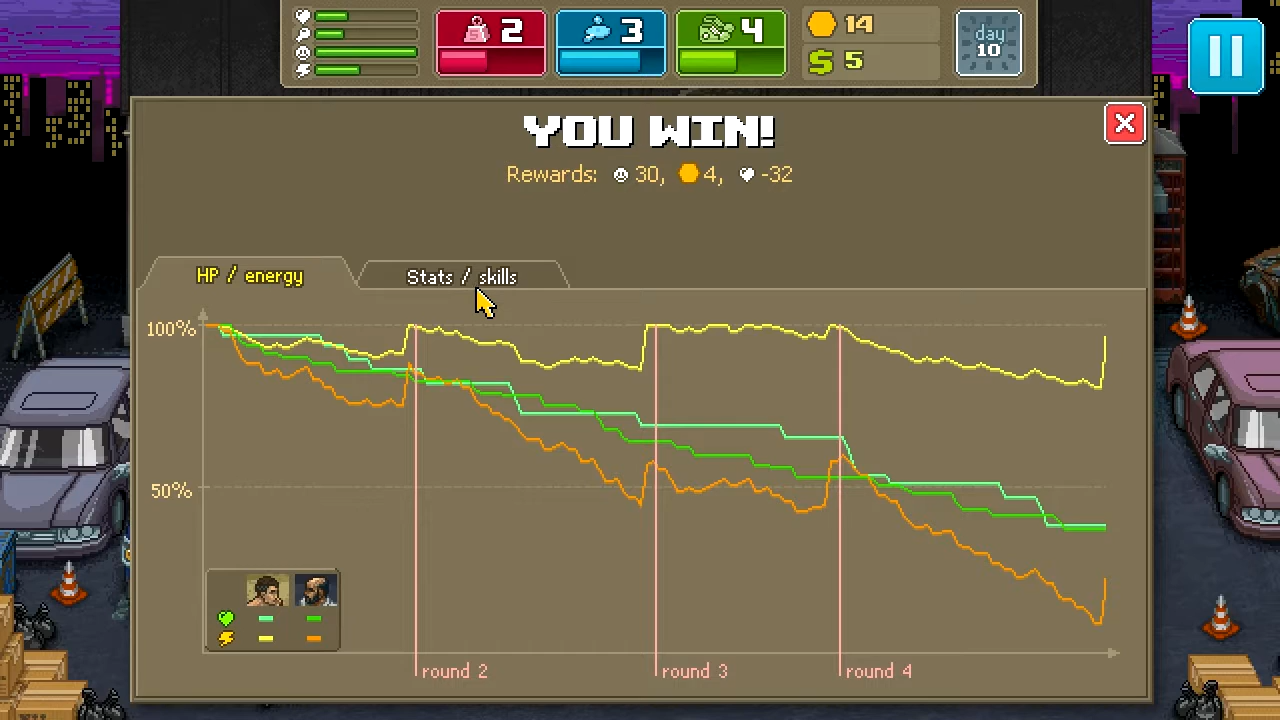 2
3
4
14
5
day
10
YOU WIN!
Rewards: 30, 4, -32
HP / energy
Stats / skills
100%
50%
round 2
round 3
round 4